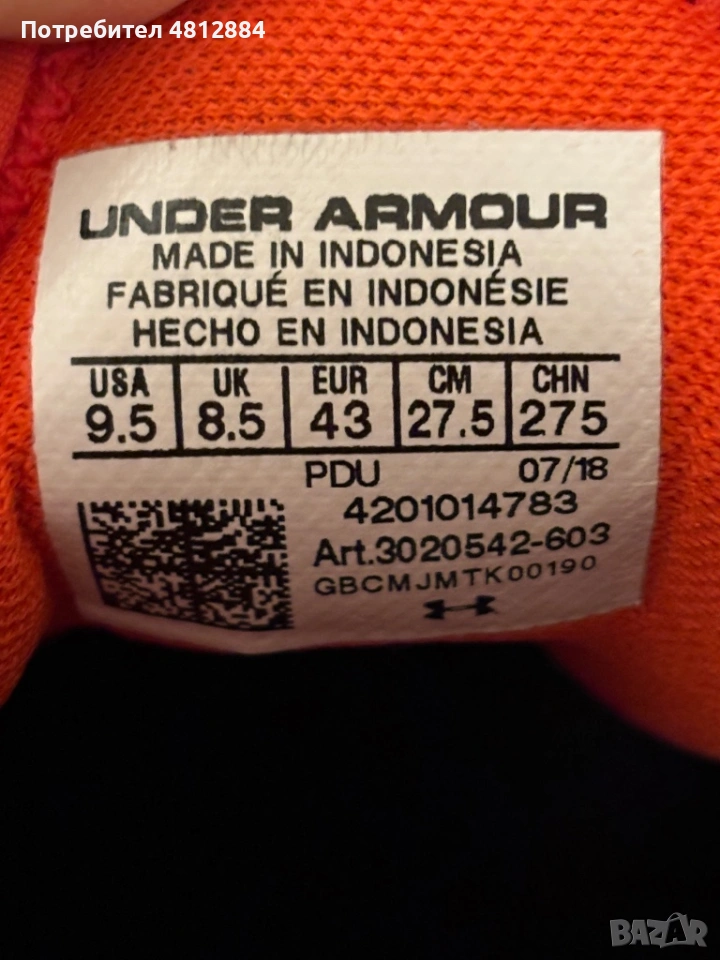 Потребител 4812884
UNDER ARMOUR
MADE IN INDONESIA
FABRIQUÉ EN INDONÉSIE
HECHO EN INDONESIA
USA UK EUR CM CHN
9.5 8.5 43 27.5 275
PDU 07/18
4201014783
Art.3020542-603
GBCMJMTK00190
BAZAR